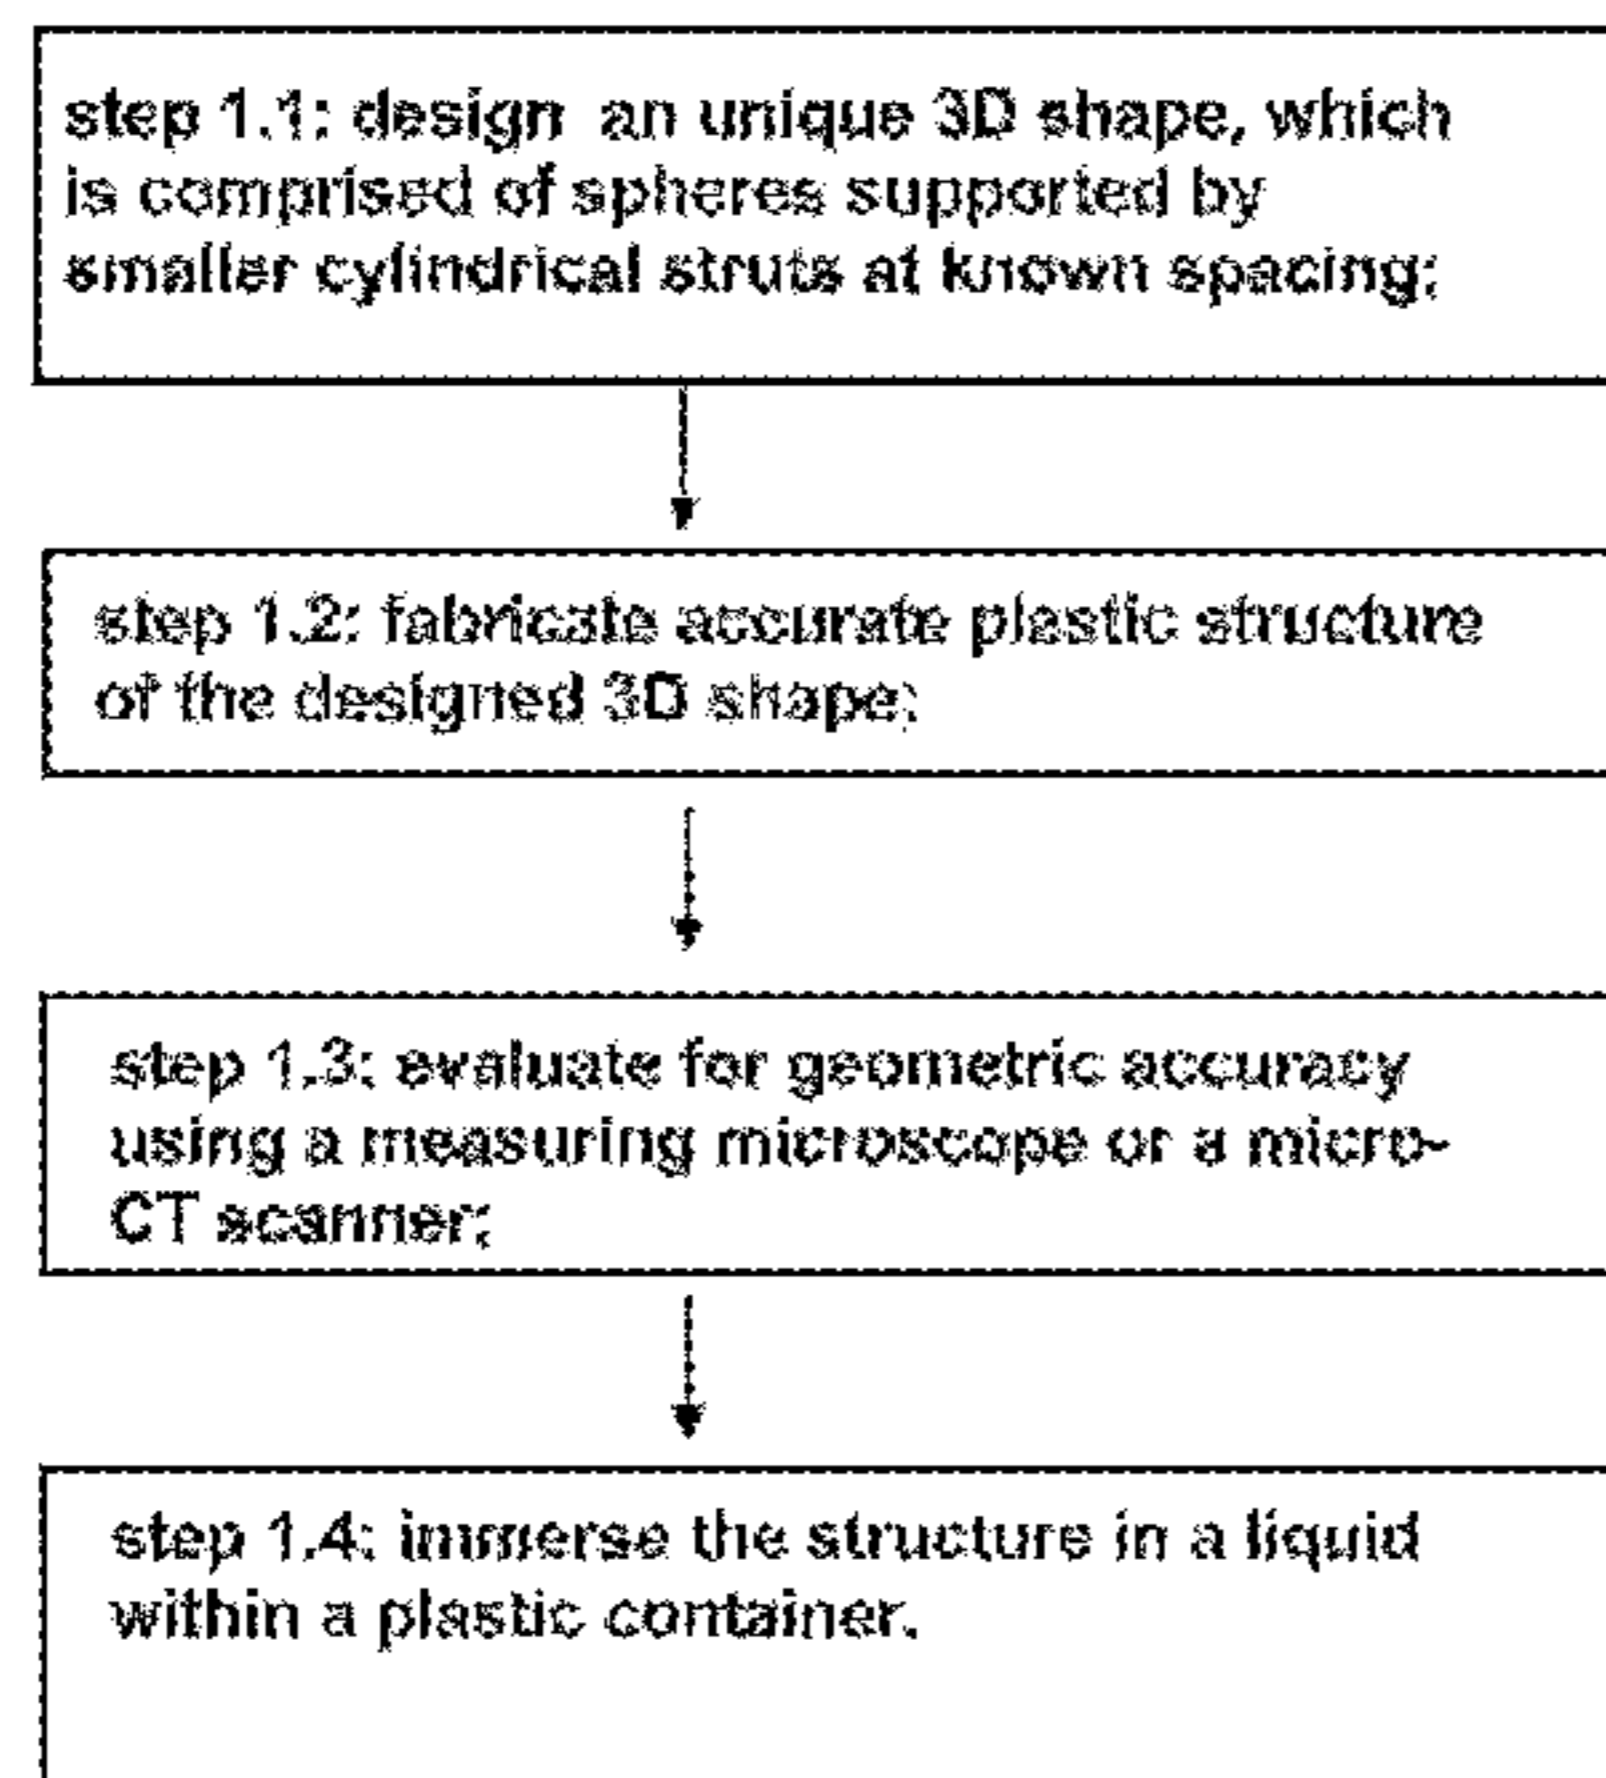 step 1.1: design an unique 3D shape, which
is comprised of spheres supported by
smaller cylindrical struts at known spacing;
step 1.2: fabricate accurate plastic structure
of the designed 3D shape;
step 1.3: evaluate for geometric accuracy
using a measuring microscope or a micro-
CT scanner;
step 1.4: immerse the structure in a liquid
within a plastic container.